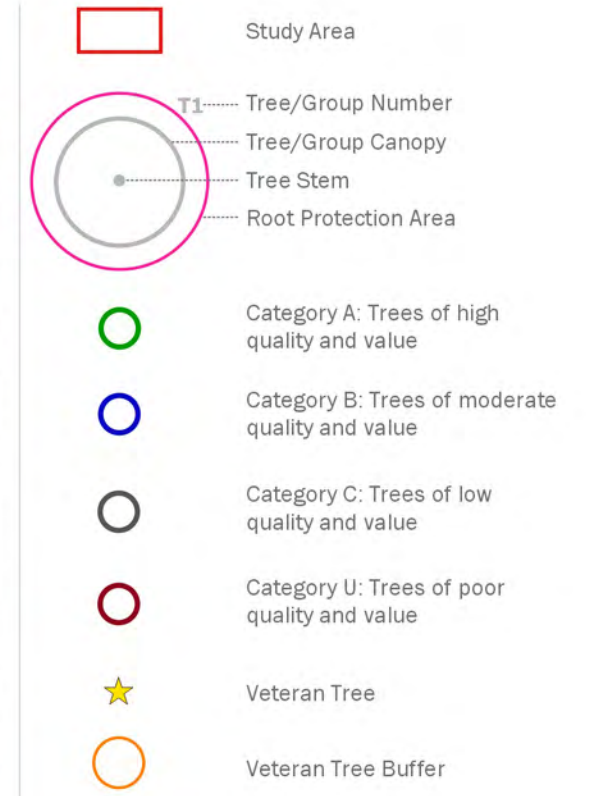 Study Area
T1
Tree/Group Number
Tree/Group Canopy
Tree Stem
Root Protection Area
Category A: Trees of high
quality and value
Category B: Trees of moderate
quality and value
Category C: Trees of low
quality and value
Category U: Trees of poor
quality and value
Veteran Tree
Veteran Tree Buffer